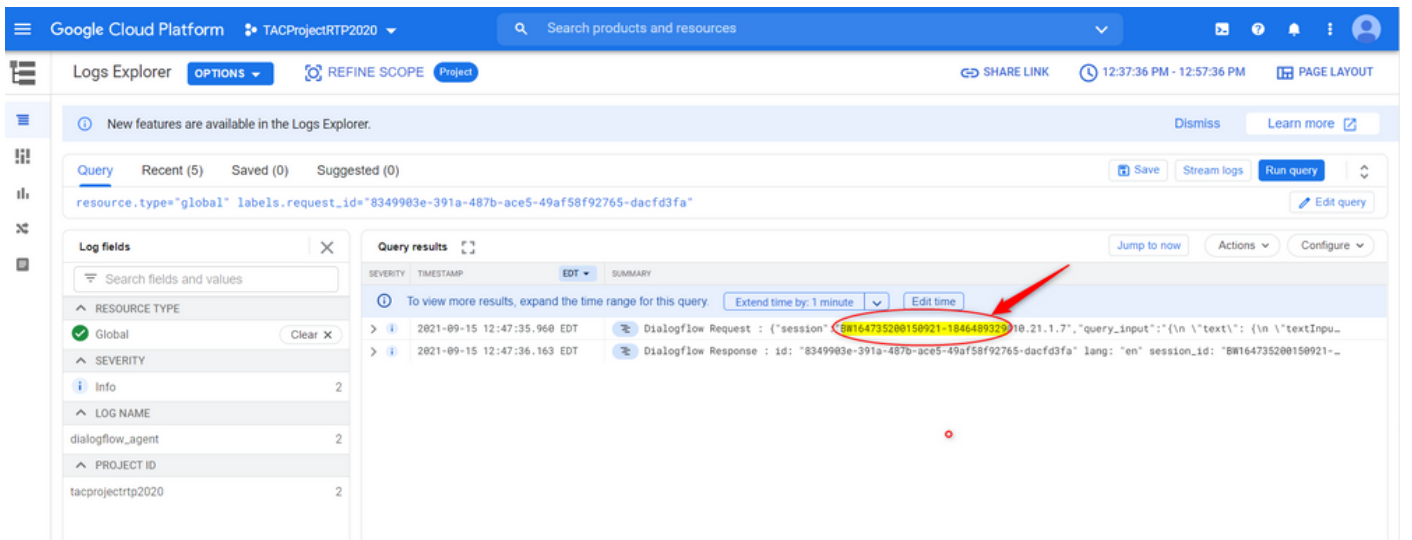 Google Cloud Platform TACProjectRTP2020 Search products and resources
Logs Explorer OPTIONS REFINE SCOPE Project SHARE LINK 12:37:36 PM - 12:57:36 PM PAGE LAYOUT
New features are available in the Logs Explorer. Dismiss Learn more
Query Recent (5) Saved (0) Suggested (0) Save Stream logs Run query
resource.type="global" labels.request_id="8349903e-391a-487b-ace5-49af58f92765-dacfd3fa" Edit query
Log fields Query results Jump to now Actions Configure
Search fields and values SEVERITY TIMESTAMP EDT SUMMARY
RESOURCE TYPE To view more results, expand the time range for this query. Extend time by: 1 minute Edit time
Global Clear X 2021-09-15 12:47:35.960 EDT Dialogflow Request : {"session":"BW164735200150921-1846489329@10.21.1.7","query_input":"{\n \"text\": {\n \"textInpu…
SEVERITY 2021-09-15 12:47:36.163 EDT Dialogflow Response : id: "8349903e-391a-487b-ace5-49af58f92765-dacfd3fa" lang: "en" session_id: "BW164735200150921-…
Info 2
LOG NAME
dialogflow_agent 2
PROJECT ID
tacprojectrtp2020 2